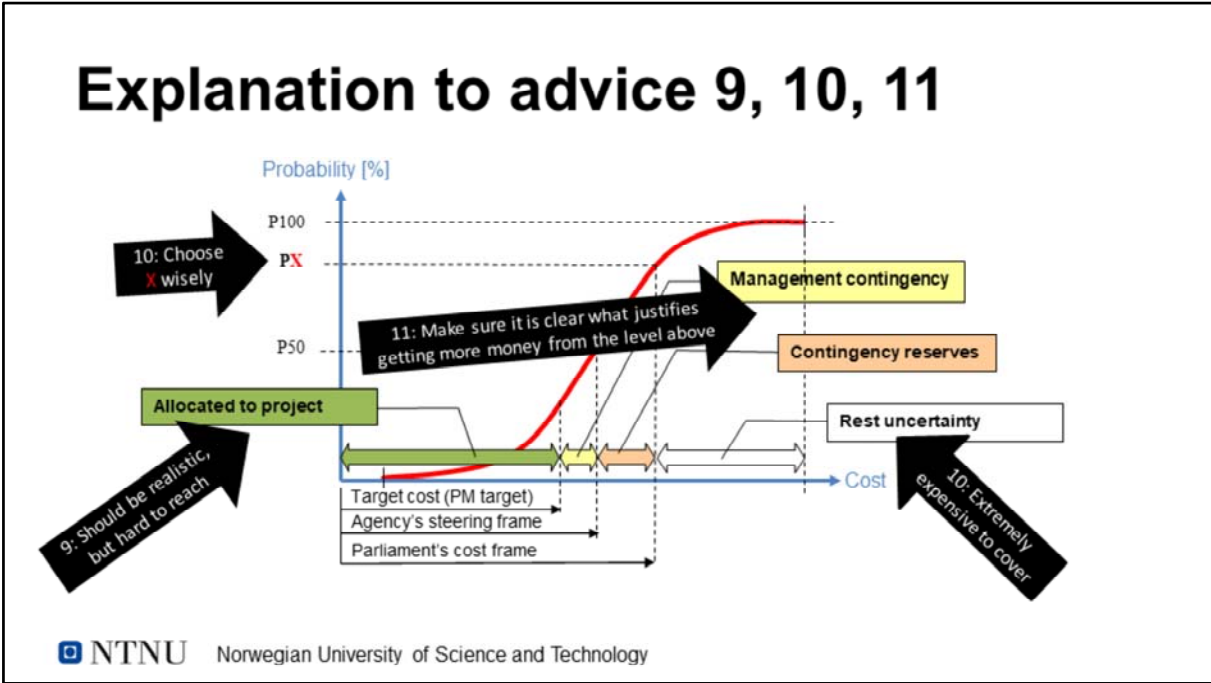 Explanation to advice 9, 10, 11
Probability [%]
P100
10: Choose
X wisely
PX
Management contingency
11: Make sure it is clear what justifies
getting more money from the level above
P50
Contingency reserves
Allocated to project
Rest uncertainty
9: Should be realistic,
but hard to reach
Cost
10: Extremely
expensive to cover
Target cost (PM target)
Agency's steering frame
Parliament's cost frame
NTNU Norwegian University of Science and Technology